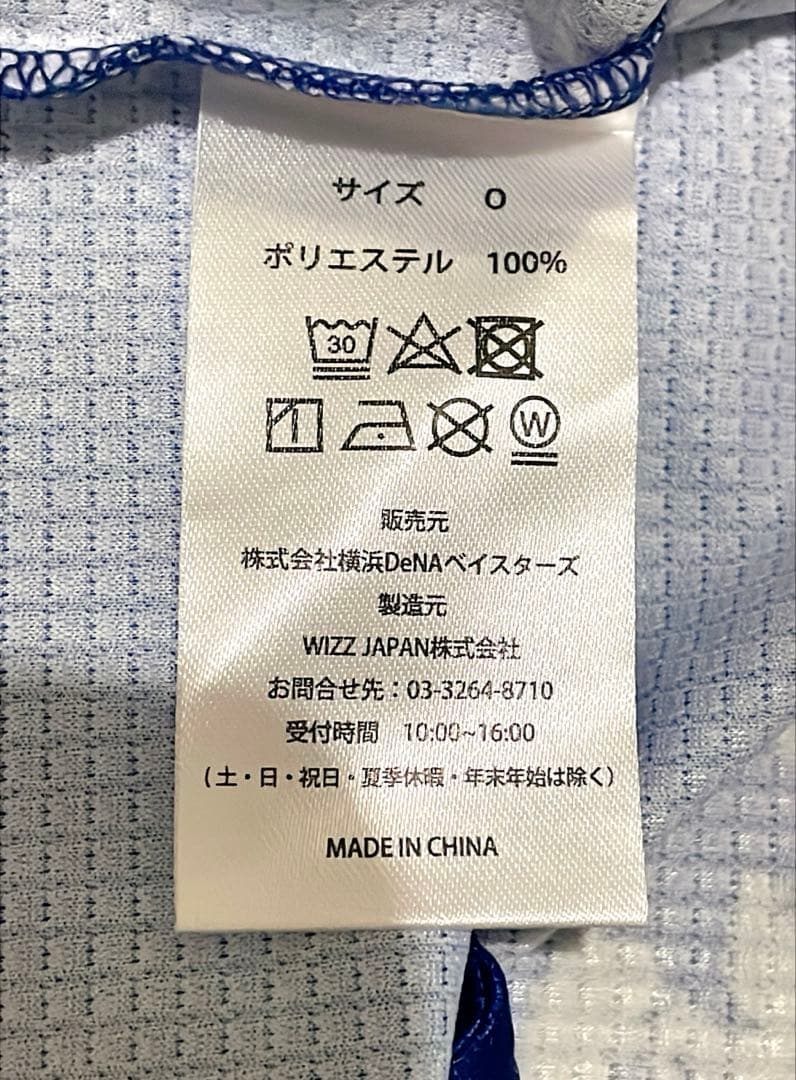 サイズ O
ポリエステル 100%
30
W
販売元
株式会社横浜DeNAベイスターズ
製造元
WIZZ JAPAN株式会社
お問合せ先：03-3264-8710
受付時間 10:00~16:00
(土・日・祝日・夏季休暇・年末年始は除く)
MADE IN CHINA